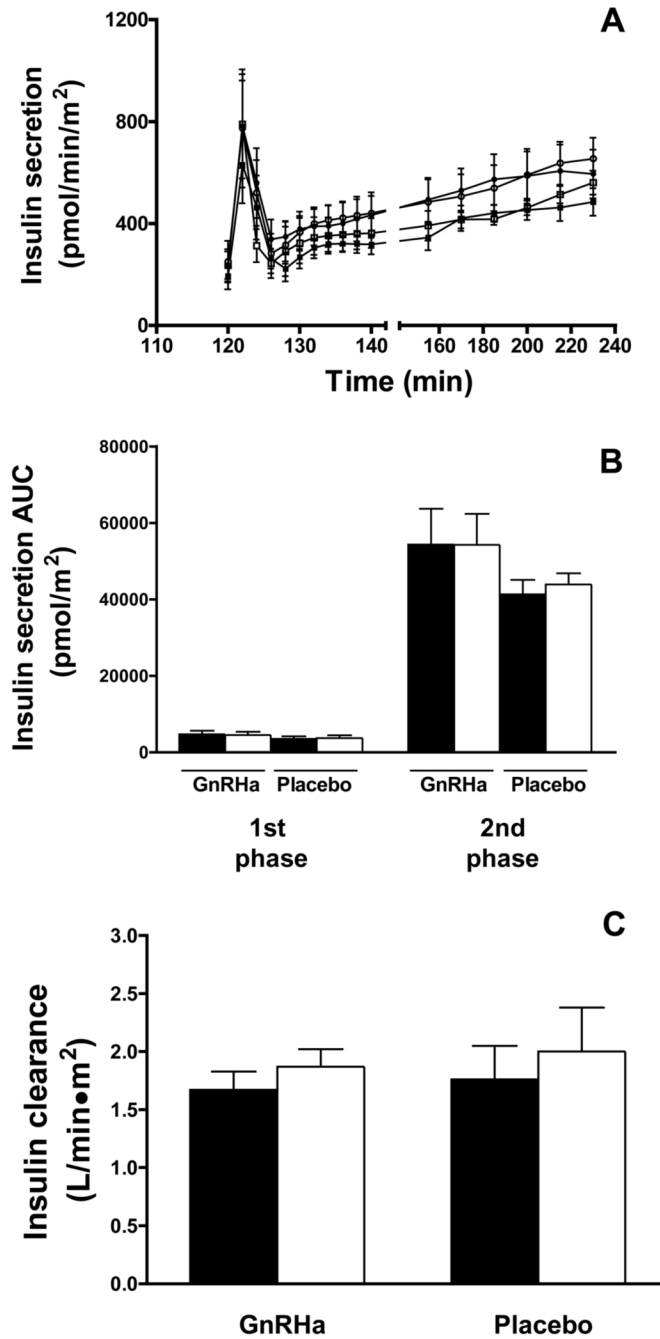 A
Insulin secretion
(pmol/min/m²)
1200
800
400
0
110 120 130 140 160 180 200 220 240
Time (min)
B
Insulin secretion AUC
(pmol/m²)
80000
60000
40000
20000
0
GnRHa Placebo GnRHa Placebo
1st 2nd
phase phase
C
Insulin clearance
(L/min•m²)
3.0
2.5
2.0
1.5
1.0
0.5
0.0
GnRHa Placebo